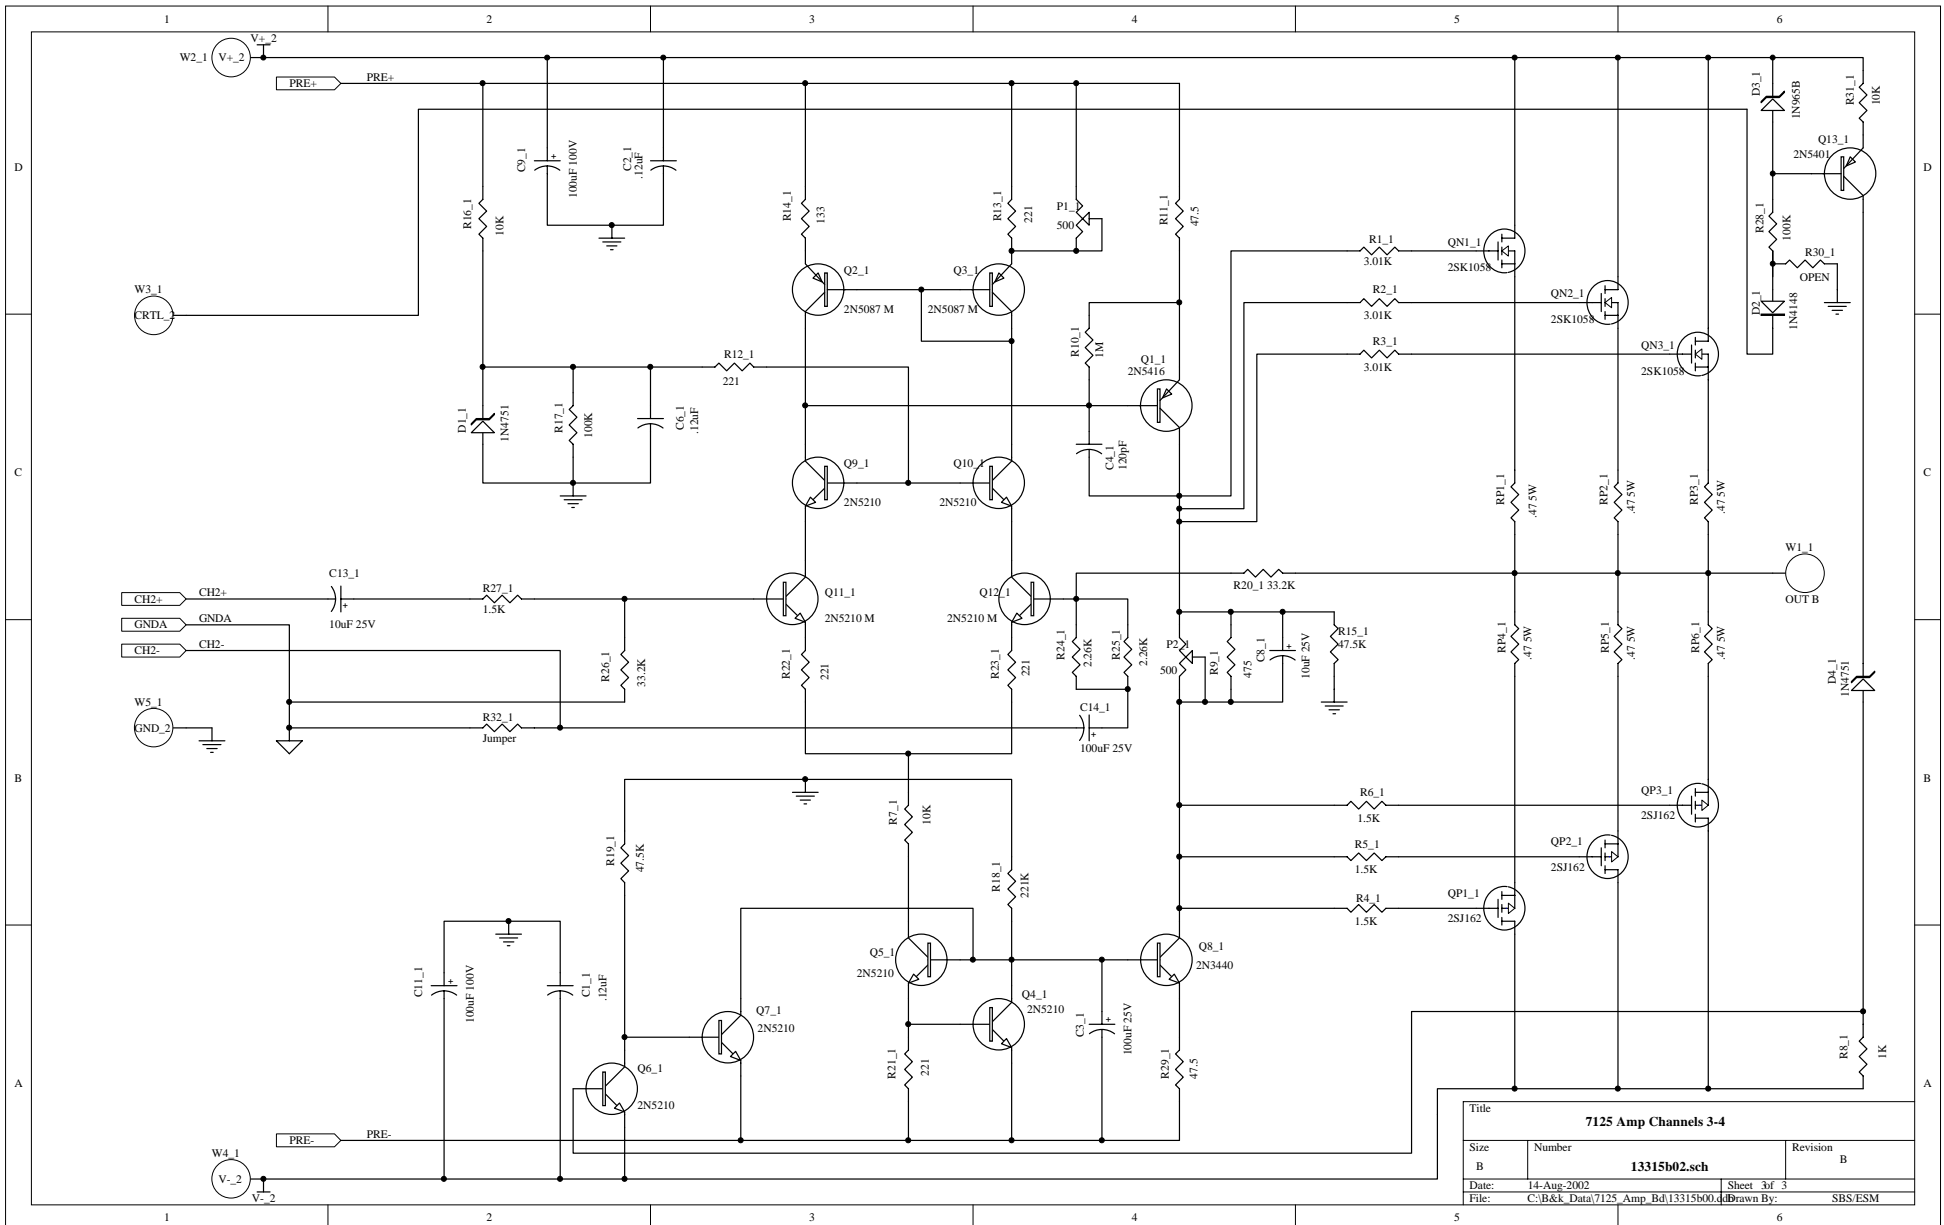 1 2 3 4 5 6
D
C
B
A
D
C
B
A
1 2 3 4 5 6
W2_1
V+_2
V+_2
PRE+
PRE+
R16_1
10K
C9_1
100uF 100V
C2_1
.12uF
R14_1
133
R13_1
221
P1_1
500
R11_1
47.5
Q2_1
2N5087 M
Q3_1
2N5087 M
W3_1
CRTL_2
R12_1
221
D1_1
1N4751
R17_1
100K
C6_1
.12uF
R10_1
1M
Q1_1
2N5416
C4_1
120pF
Q9_1
2N5210
Q10_1
2N5210
R1_1
3.01K
R2_1
3.01K
R3_1
3.01K
QN1_1
2SK1058
QN2_1
2SK1058
QN3_1
2SK1058
D3_1
1N965B
R31_1
10K
Q13_1
2N5401
R28_1
100K
R30_1
OPEN
D2_1
1N4148
RP1_1
.47 5W
RP2_1
.47 5W
RP3_1
.47 5W
W1_1
OUT B
CH2+
CH2+
C13_1
10uF 25V
R27_1
1.5K
GNDA
GNDA
CH2-
CH2-
R26_1
33.2K
Q11_1
2N5210 M
Q12_1
2N5210 M
R20_1 33.2K
R22_1
221
R23_1
221
R24_1
2.26K
R25_1
2.26K
P2_1
500
R9_1
475
C8_1
10uF 25V
R15_1
47.5K
RP4_1
.47 5W
RP5_1
.47 5W
RP6_1
.47 5W
D4_1
1N4751
W5_1
GND_2
R32_1
Jumper
C14_1
100uF 25V
R19_1
47.5K
R7_1
10K
R18_1
221K
R6_1
1.5K
R5_1
1.5K
R4_1
1.5K
QP3_1
2SJ162
QP2_1
2SJ162
QP1_1
2SJ162
C11_1
100uF 100V
C1_1
.12uF
Q5_1
2N5210
Q4_1
2N5210
Q8_1
2N3440
Q7_1
2N5210
Q6_1
2N5210
R21_1
221
C3_1
100uF 25V
R29_1
47.5
R8_1
1K
PRE-
PRE-
W4_1
V-_2
V-_2
Title
7125 Amp Channels 3-4
Size Number Revision
B 13315b02.sch B
Date: 14-Aug-2002 Sheet 3of 3
File: C:\B&k_Data\7125_Amp_Bd\13315b00.ddb Drawn By: SBS/ESM